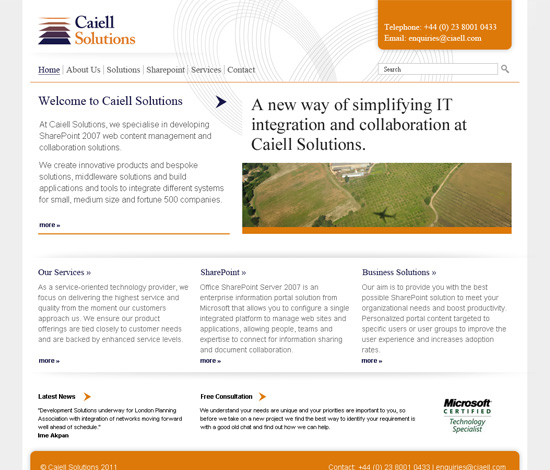 Caiell
Solutions
Telephone: +44 (0) 23 8001 0433
Email: enquiries@ciaell.com
Home | About Us | Solutions | Sharepoint | Services | Contact
Search
Welcome to Caiell Solutions
At Caiell Solutions, we specialise in developing
SharePoint 2007 web content management and
collaboration solutions.
We create innovative products and bespoke
solutions, middleware solutions and build
applications and tools to integrate different systems
for small, medium size and fortune 500 companies.
more »
A new way of simplifying IT
integration and collaboration at
Caiell Solutions.
Our Services »
As a service-oriented technology provider, we
focus on delivering the highest service and
quality from the moment our customers
approach us. We ensure our product
offerings are tied closely to customer needs
and are backed by enhanced service levels.
more »
SharePoint »
Office SharePoint Server 2007 is an
enterprise information portal solution from
Microsoft that allows you to configure a single
integrated platform to manage web sites and
applications, allowing people, teams and
expertise to connect for information sharing
and document collaboration.
more »
Business Solutions »
Our aim is to provide you with the best
possible SharePoint solution to meet your
organizational needs and boost productivity.
Personalized portal content targeted to
specific users or user groups to improve the
user experience and increases adoption
rates.
more »
Latest News
"Development Solutions underway for London Planning
Association with integration of networks moving forward
well ahead of schedule."
Ime Akpan
Free Consultation
We understand your needs are unique and your priorities are important to you, so
before we take on a new project we find the best way to identify your requirement is
with a good old chat and find out how we can help.
Microsoft
CERTIFIED
Technology
Specialist
© Caiell Solutions 2011
Contact: +44 (0) 23 8001 0433 | enquiries@ciaell.com